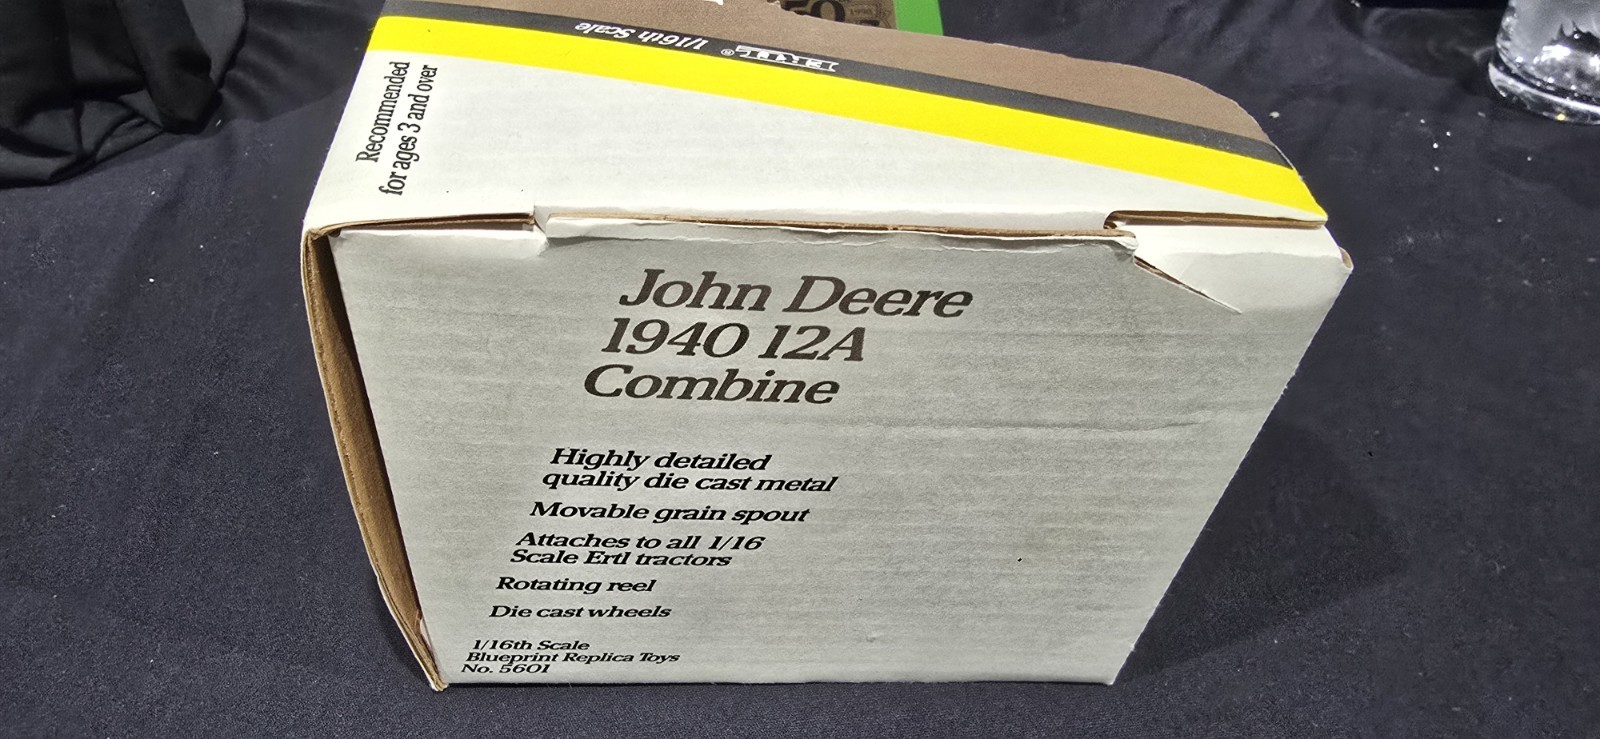 ERTL® 1/16th Scale
Recommended
for ages 3 and over
John Deere
1940 12A
Combine
Highly detailed
quality die cast metal
Movable grain spout
Attaches to all 1/16
Scale Ertl tractors
Rotating reel
Die cast wheels
1/16th Scale
Blueprint Replica Toys
No. 5601